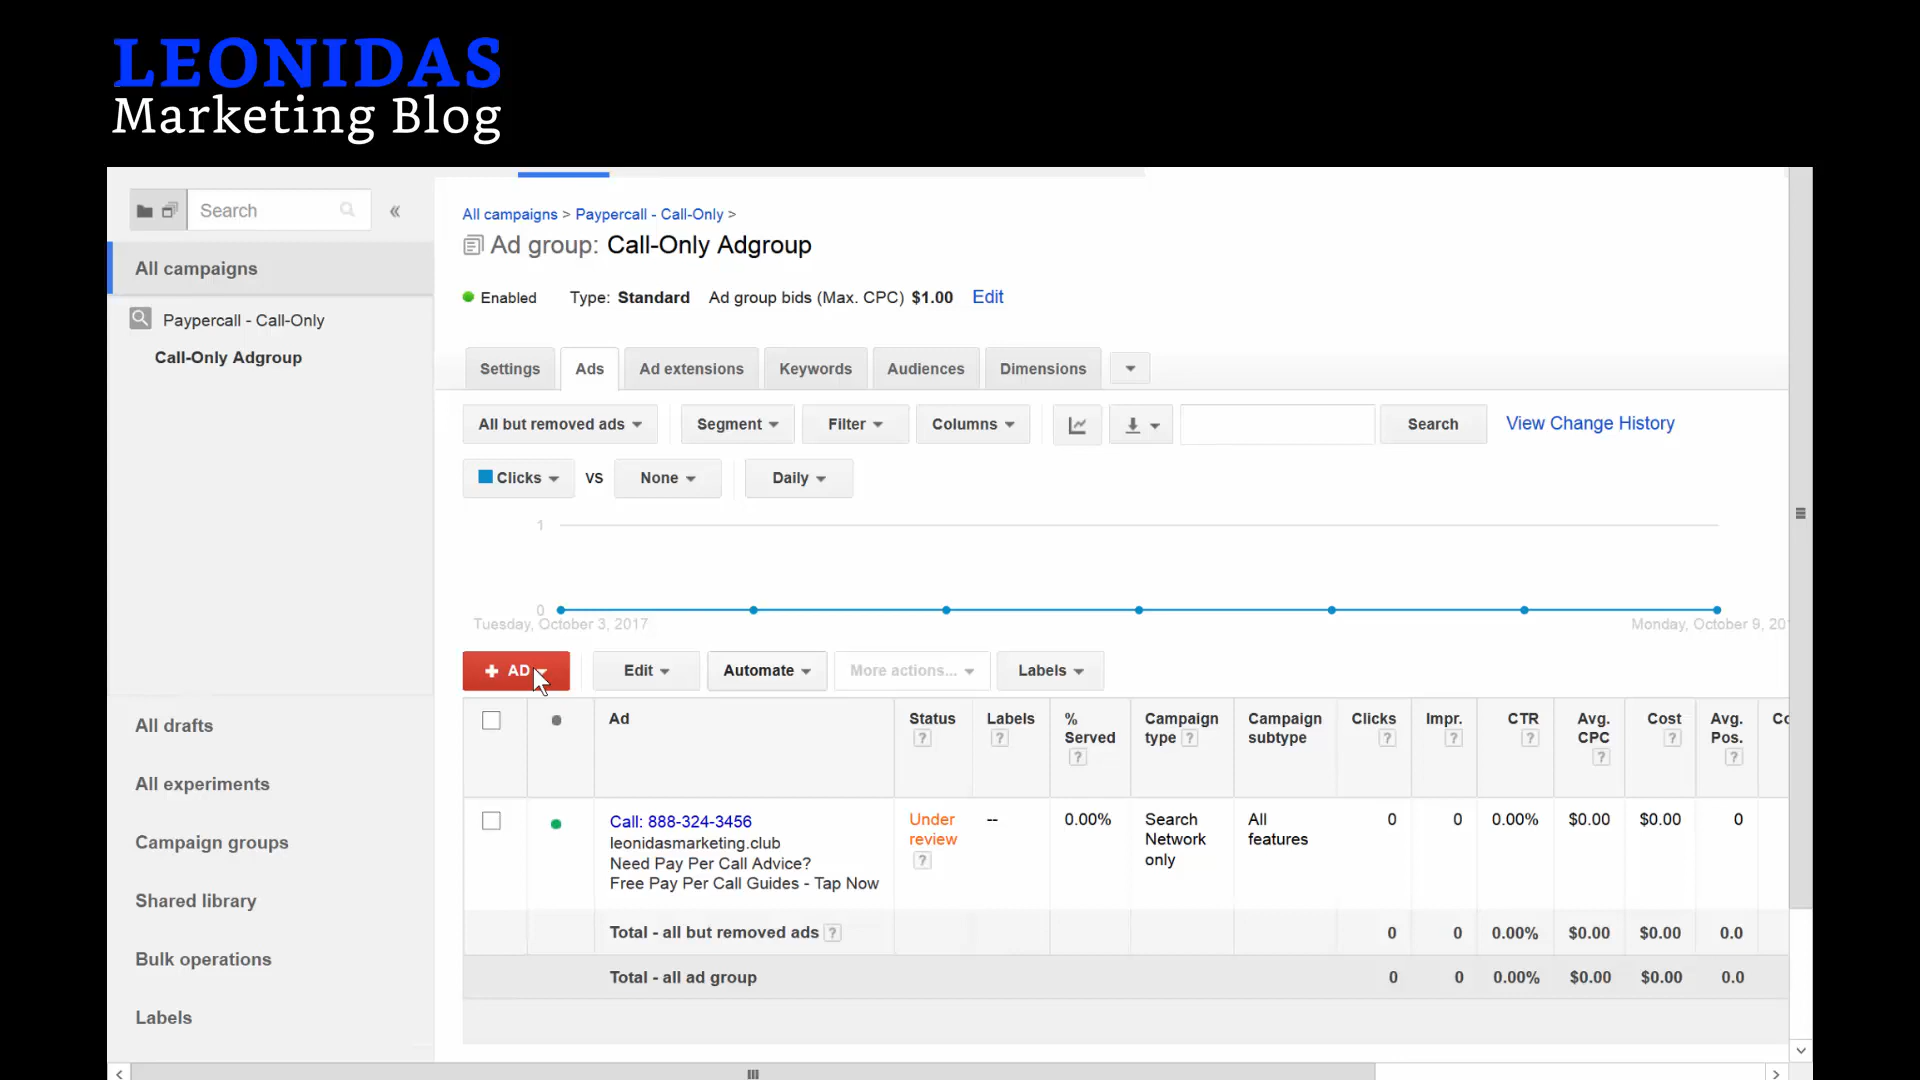 LEONIDAS
Marketing Blog
Search
«
All campaigns
Paypercall - Call-Only
Call-Only Adgroup
All drafts
All experiments
Campaign groups
Shared library
Bulk operations
Labels
All campaigns > Paypercall - Call-Only >
Ad group: Call-Only Adgroup
Enabled Type: Standard Ad group bids (Max. CPC) $1.00 Edit
Settings Ads Ad extensions Keywords Audiences Dimensions
All but removed ads Segment Filter Columns Search View Change History
Clicks VS None Daily
1
0
Tuesday, October 3, 2017 Monday, October 9, 20
+ AD Edit Automate More actions... Labels
Ad Status ? Labels ? % Served ? Campaign type ? Campaign subtype Clicks ? Impr. ? CTR ? Avg. CPC ? Cost ? Avg. Pos. ? Co
Call: 888-324-3456
leonidasmarketing.club
Need Pay Per Call Advice?
Free Pay Per Call Guides - Tap Now
Under review ? -- 0.00% Search Network only All features 0 0 0.00% $0.00 $0.00 0
Total - all but removed ads ? 0 0 0.00% $0.00 $0.00 0.0
Total - all ad group 0 0 0.00% $0.00 $0.00 0.0